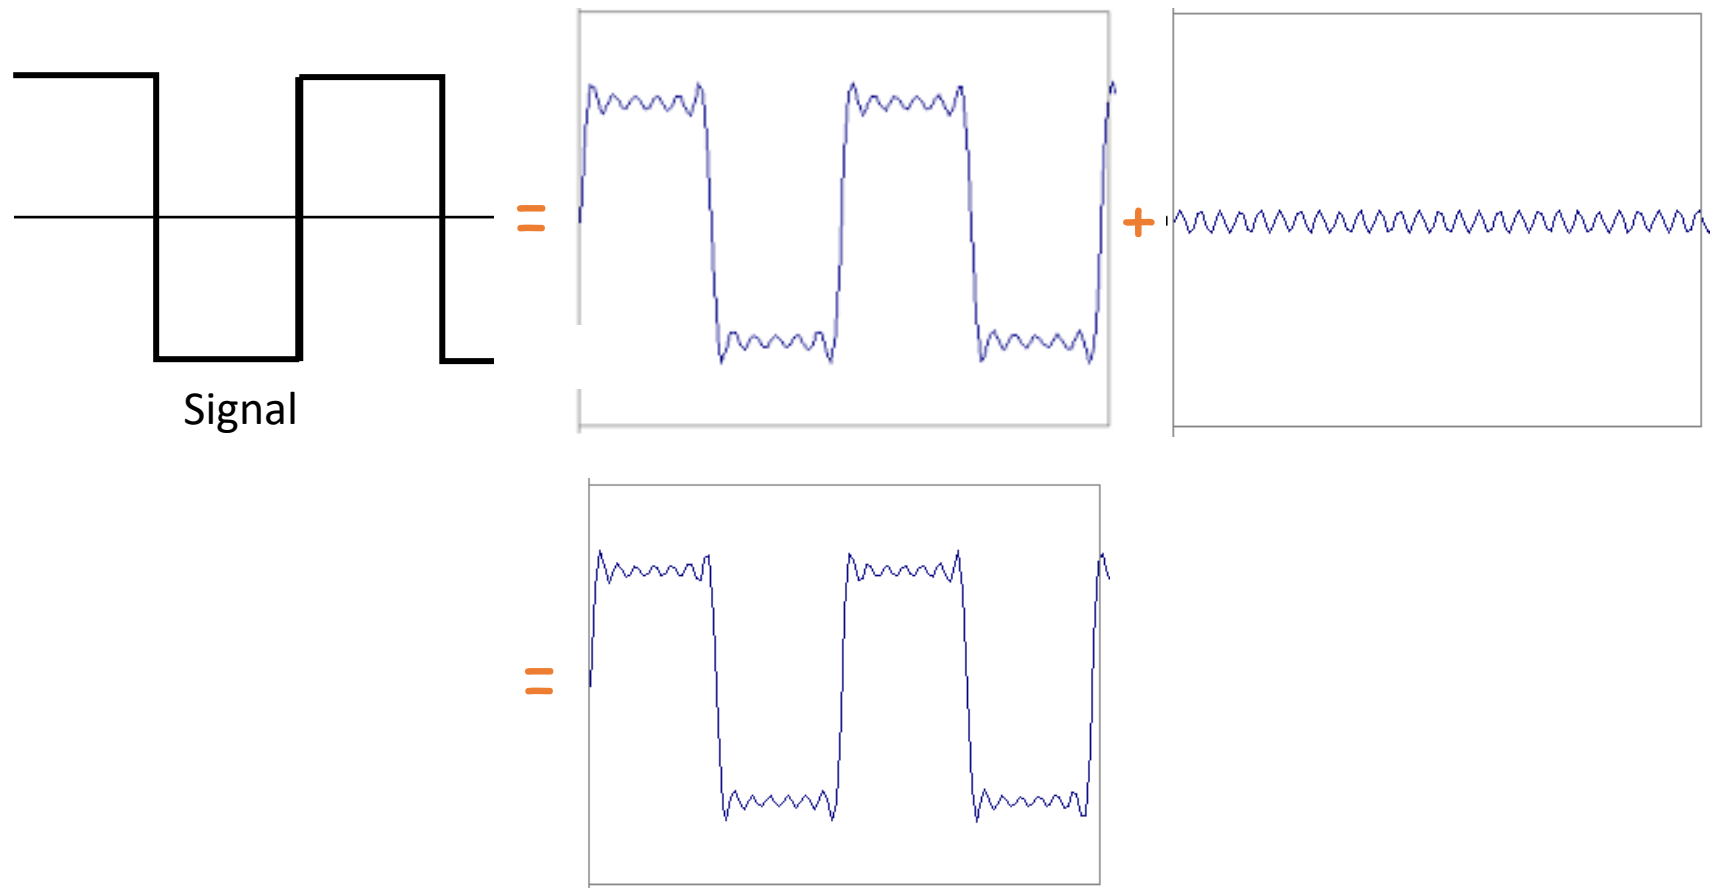 =
+
Signal
=